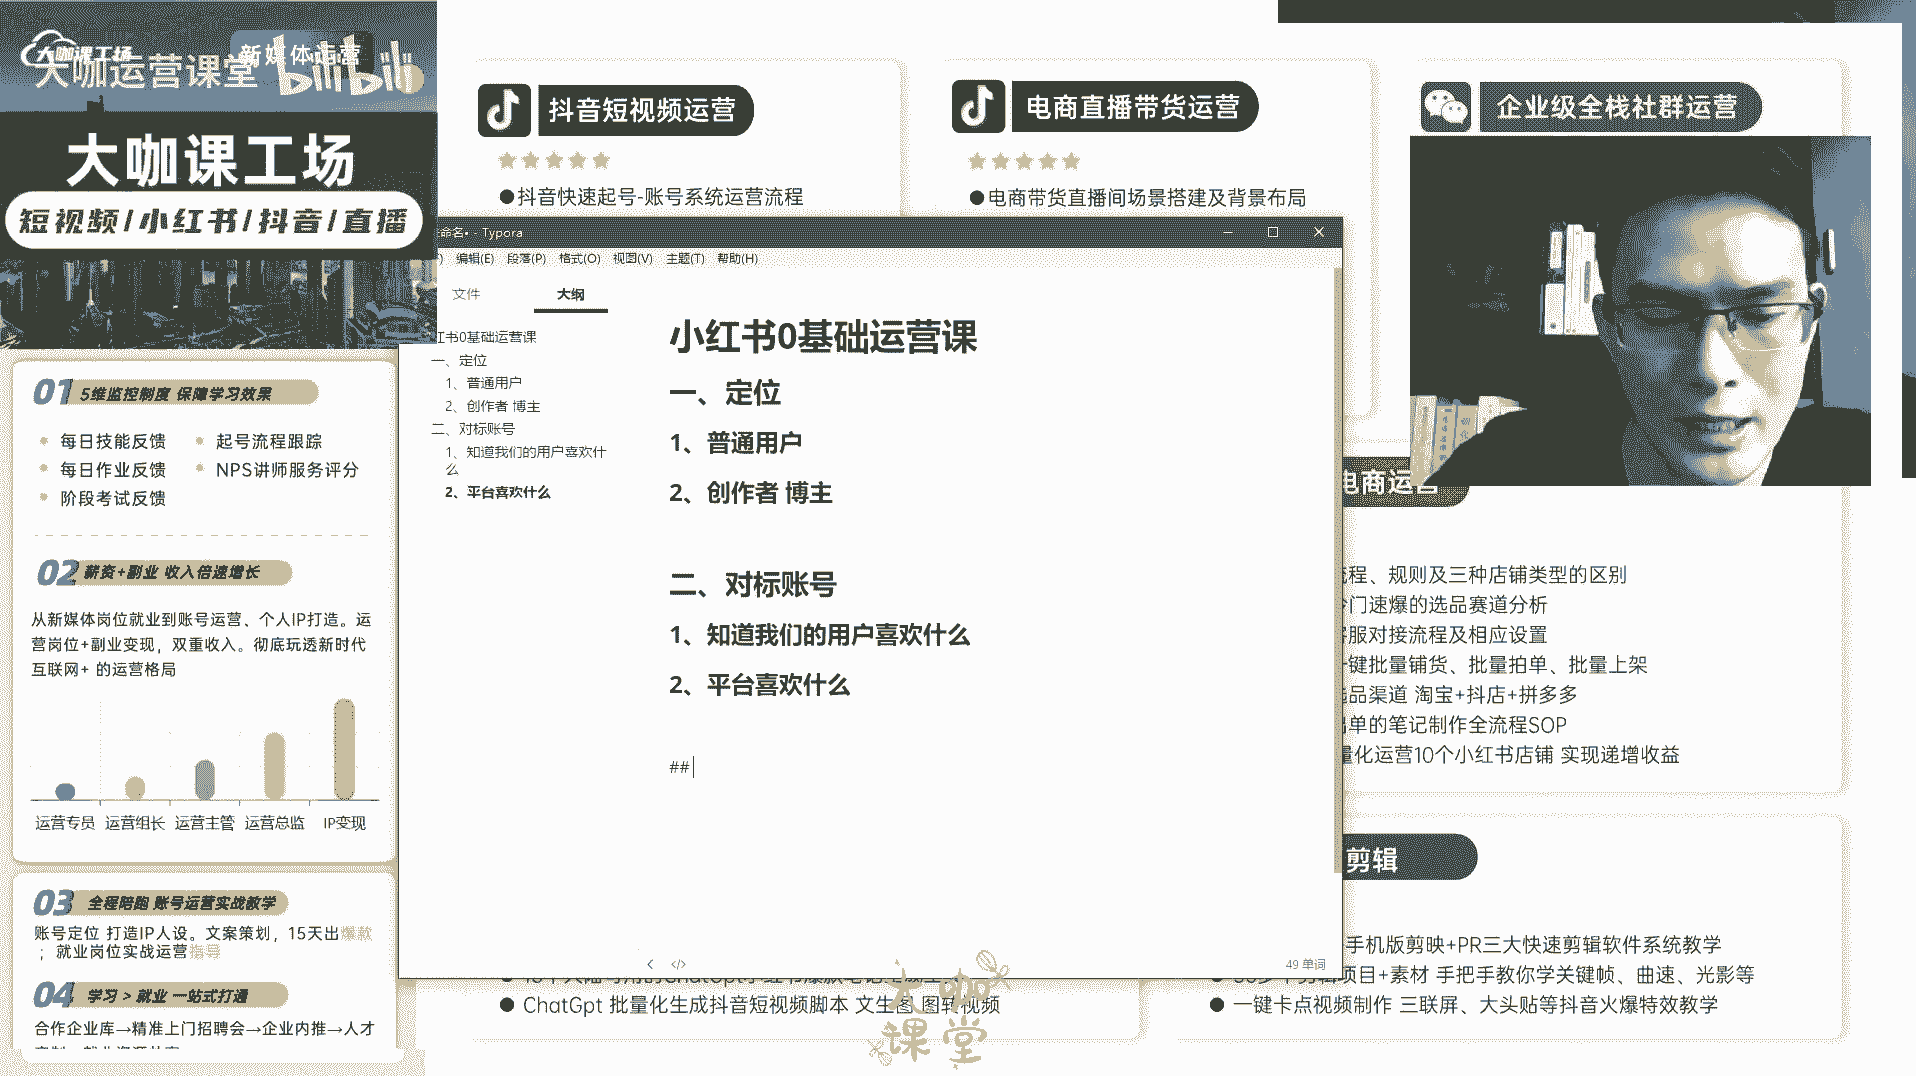 大咖课工场
大咖运营课堂
新媒体运营
bilibili
大咖课工场
短视频/小红书/抖音/直播
01 5维监控制度 保障学习效果
每日技能反馈
起号流程跟踪
每日作业反馈
NPS讲师服务评分
阶段考试反馈
02 薪资+副业 收入倍速增长
从新媒体岗位就业到账号运营、个人IP打造。运
营岗位+副业变现，双重收入。彻底玩透新时代
互联网+ 的运营格局
运营专员 运营组长 运营主管 运营总监 IP变现
03 全程陪跑 账号运营实战教学
账号定位 打造IP人设。文案策划，15天出爆款
；就业岗位实战运营指导
04 学习 > 就业 一站式打通
合作企业库→精准上门招聘会→企业内推→人才
抖音短视频运营
●抖音快速起号-账号系统运营流程
电商直播带货运营
●电商带货直播间场景搭建及背景布局
企业级全栈社群运营
命名• - Typora
编辑(E) 段落(P) 格式(O) 视图(V) 主题(T) 帮助(H)
文件 大纲
红书0基础运营课
一、定位
1、普通用户
2、创作者 博主
二、对标账号
1、知道我们的用户喜欢什
么
2、平台喜欢什么
小红书0基础运营课
一、定位
1、普通用户
2、创作者 博主
二、对标账号
1、知道我们的用户喜欢什么
2、平台喜欢什么
##
</>
49 单词
电商运营
流程、规则及三种店铺类型的区别
冷门速爆的选品赛道分析
客服对接流程及相应设置
一键批量铺货、批量拍单、批量上架
选品渠道 淘宝+抖店+拼多多
出单的笔记制作全流程SOP
量化运营10个小红书店铺 实现递增收益
剪辑
手机版剪映+PR三大快速剪辑软件系统教学
项目+素材 手把手教你学关键帧、曲速、光影等
● 一键卡点视频制作 三联屏、大头贴等抖音火爆特效教学
● ChatGpt 批量化生成抖音短视频脚本 文生图 图转视频
大咖
课堂